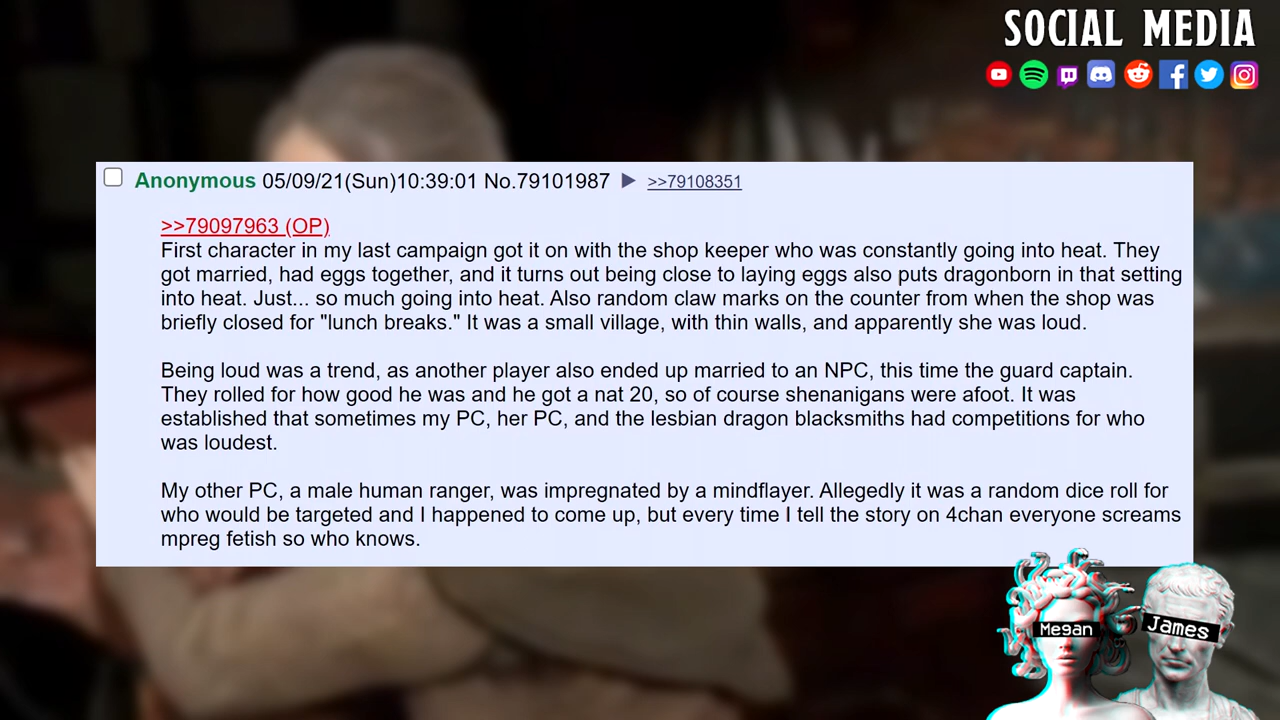 SOCIAL MEDIA
Anonymous 05/09/21(Sun)10:39:01 No.79101987 ▶ >>79108351
>>79097963 (OP)
First character in my last campaign got it on with the shop keeper who was constantly going into heat. They
got married, had eggs together, and it turns out being close to laying eggs also puts dragonborn in that setting
into heat. Just... so much going into heat. Also random claw marks on the counter from when the shop was
briefly closed for "lunch breaks." It was a small village, with thin walls, and apparently she was loud.
Being loud was a trend, as another player also ended up married to an NPC, this time the guard captain.
They rolled for how good he was and he got a nat 20, so of course shenanigans were afoot. It was
established that sometimes my PC, her PC, and the lesbian dragon blacksmiths had competitions for who
was loudest.
My other PC, a male human ranger, was impregnated by a mindflayer. Allegedly it was a random dice roll for
who would be targeted and I happened to come up, but every time I tell the story on 4chan everyone screams
mpreg fetish so who knows.
Megan
James